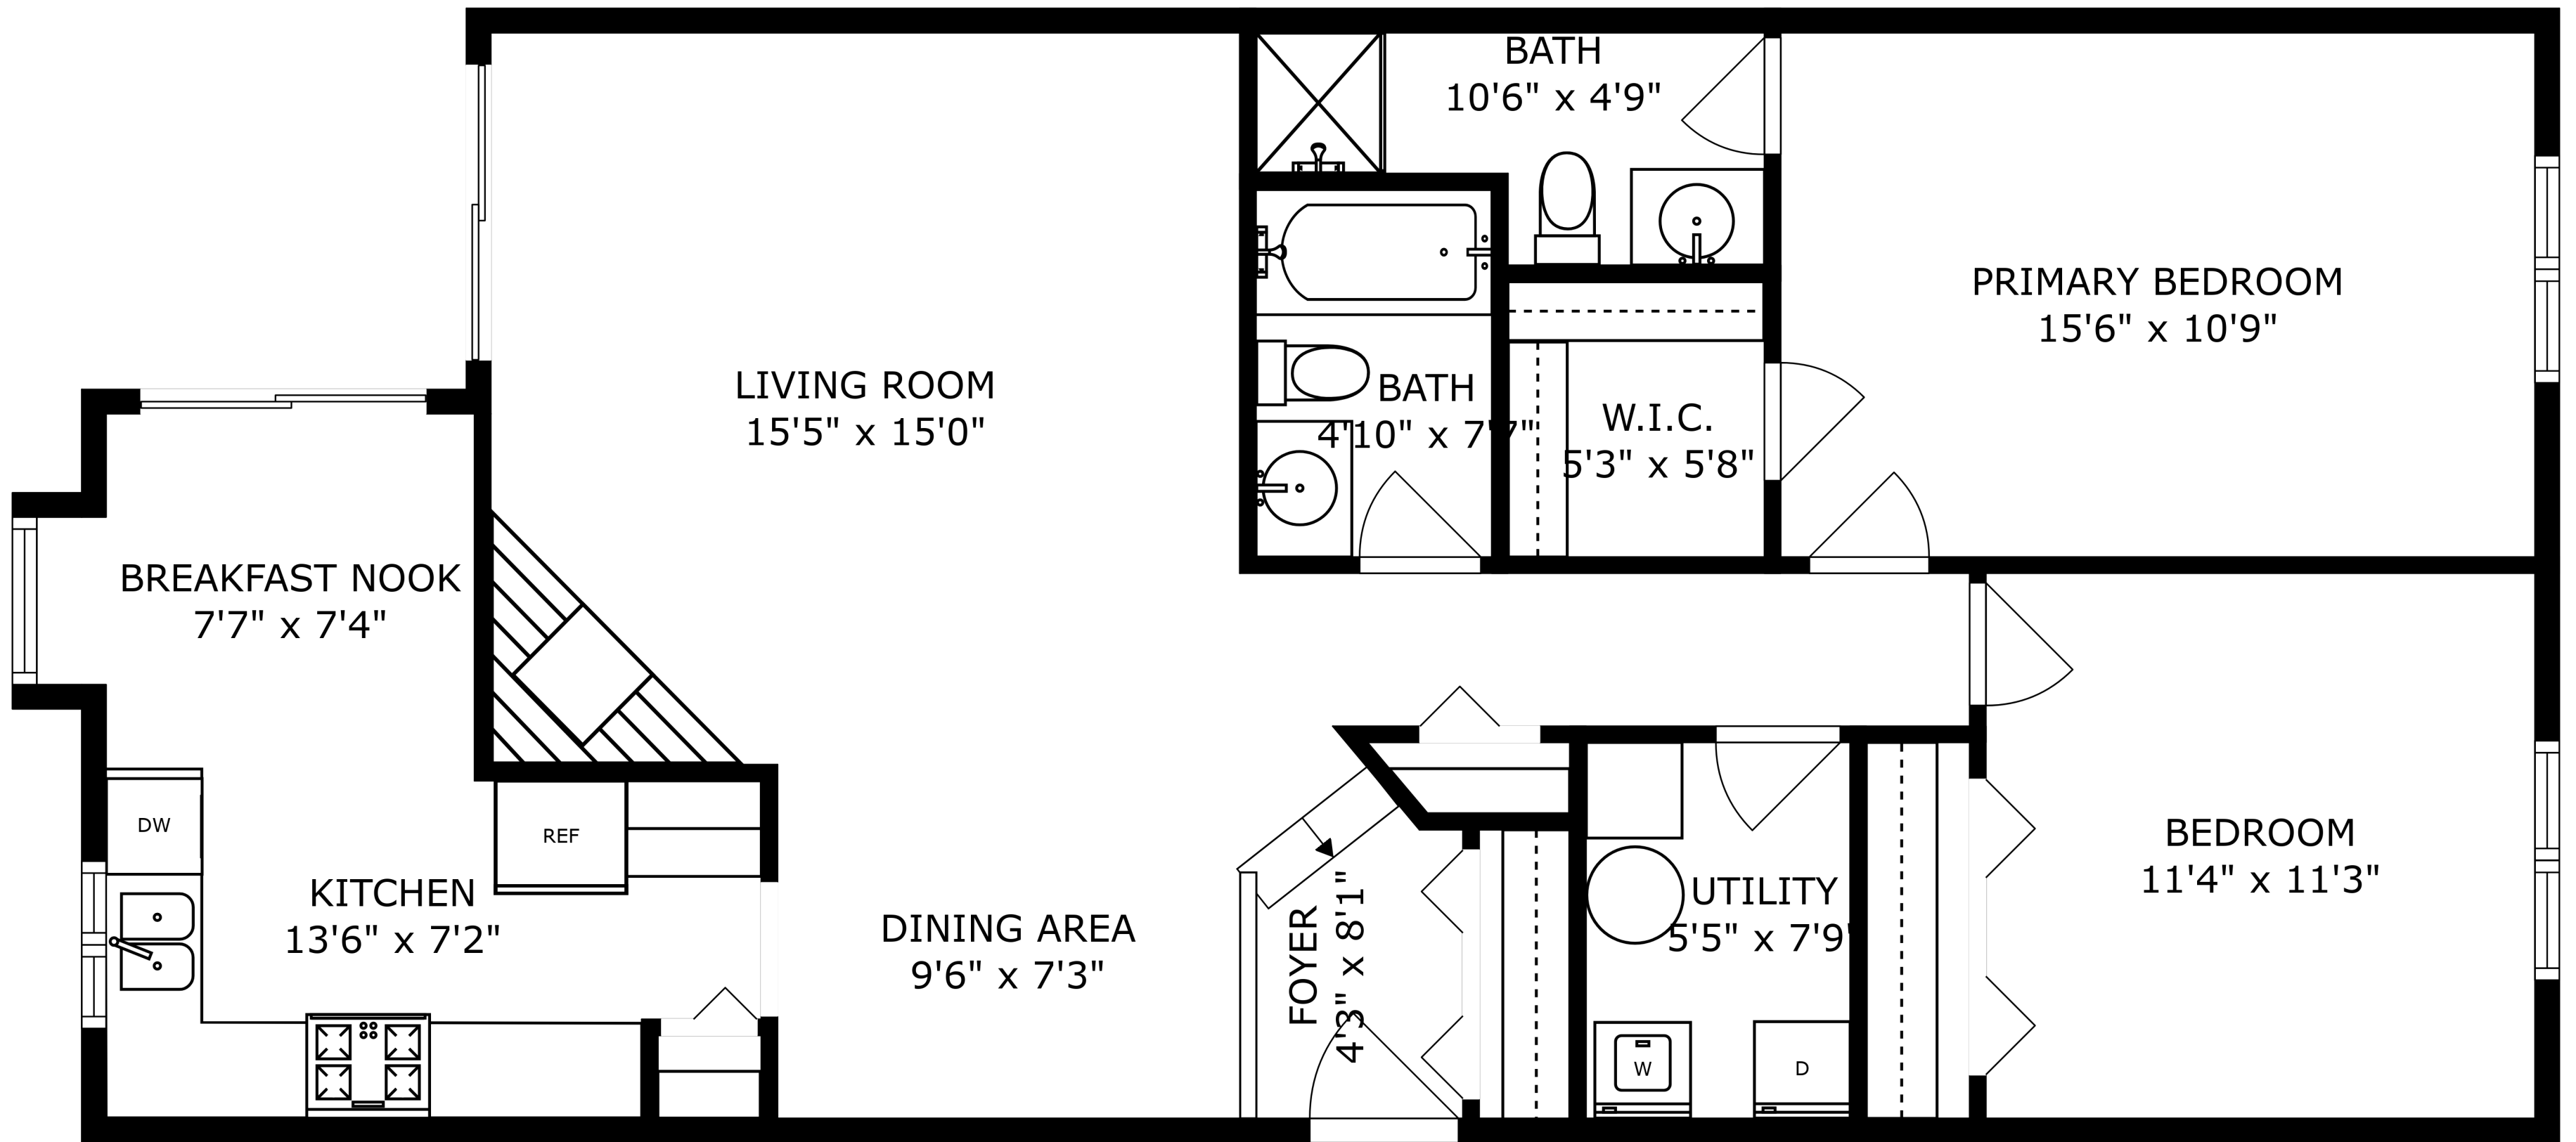 BATH
10'6" x 4'9"
PRIMARY BEDROOM
15'6" x 10'9"
LIVING ROOM
15'5" x 15'0"
BATH
4'10" x 7'7"
W.I.C.
5'3" x 5'8"
BREAKFAST NOOK
7'7" x 7'4"
DW
REF
KITCHEN
13'6" x 7'2"
DINING AREA
9'6" x 7'3"
FOYER
4'3" x 8'1"
UTILITY
5'5" x 7'9"
W
D
BEDROOM
11'4" x 11'3"